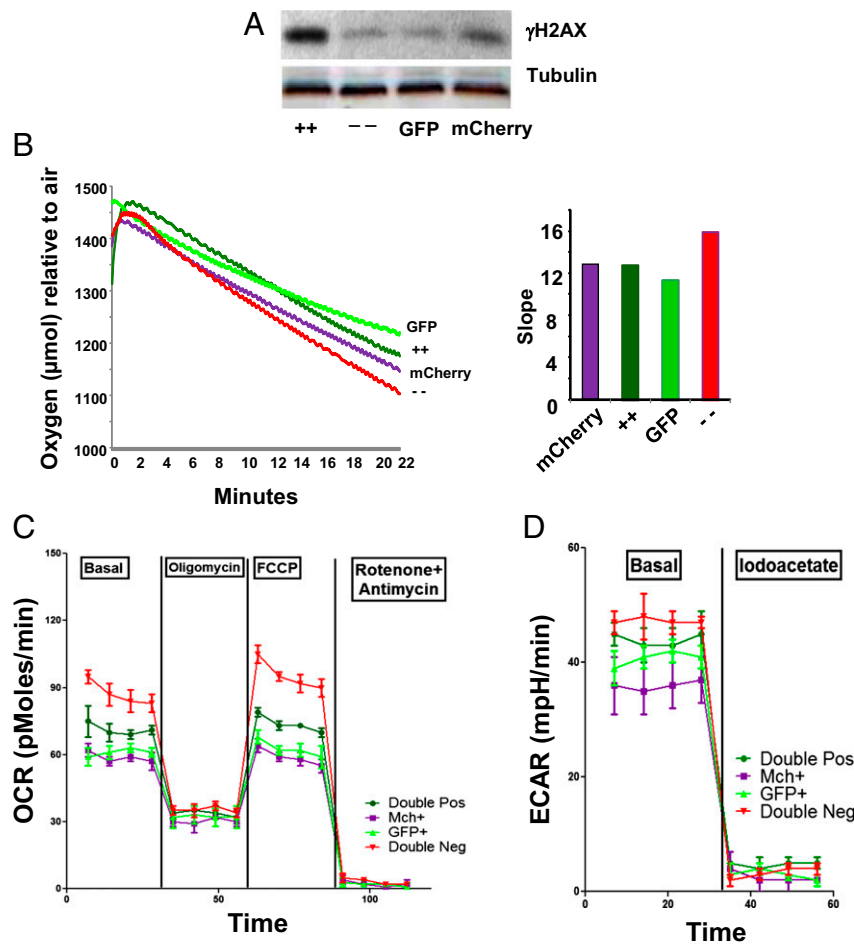 A
γH2AX
Tubulin
++ -- GFP mCherry
B
Oxygen (μmol) relative to air
1500
1400
1300
1200
1100
1000
GFP
++
mCherry
--
0 2 4 6 8 10 12 14 16 18 20 22
Minutes
Slope
16
12
8
4
0
mCherry
++
GFP
--
C
OCR (pMoles/min)
150
120
90
60
30
0
Basal
Oligomycin
FCCP
Rotenone+
Antimycin
Double Pos
Mch+
GFP+
Double Neg
0 50 100
Time
D
ECAR (mpH/min)
60
40
20
0
Basal
Iodoacetate
Double Pos
Mch+
GFP+
Double Neg
0 20 40 60
Time